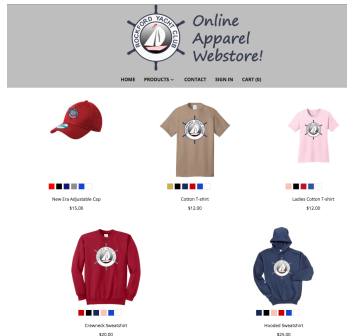 ROCKFORD YACHT CLUB
Online
Apparel
Webstore!
HOME PRODUCTS CONTACT SIGN IN CART (0)
New Era Adjustable Cap
$15.00
Cotton T-shirt
$12.00
Ladies Cotton T-shirt
$12.00
Crewneck Sweatshirt
$20.00
Hooded Sweatshirt
$25.00